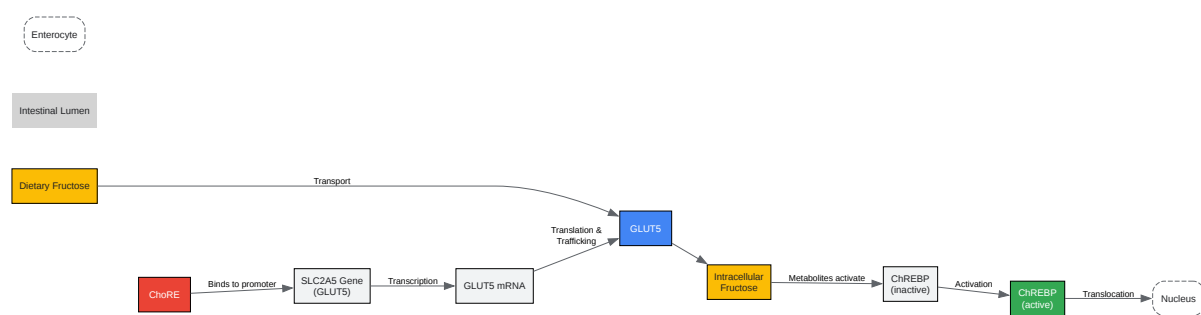 Enterocyte
Intestinal Lumen
Dietary Fructose
Transport
GLUT5
Translation &
Trafficking
ChoRE
Binds to promoter
SLC2A5 Gene
(GLUT5)
Transcription
GLUT5 mRNA
Intracellular
Fructose
Metabolites activate
ChREBP
(inactive)
Activation
ChREBP
(active)
Translocation
Nucleus